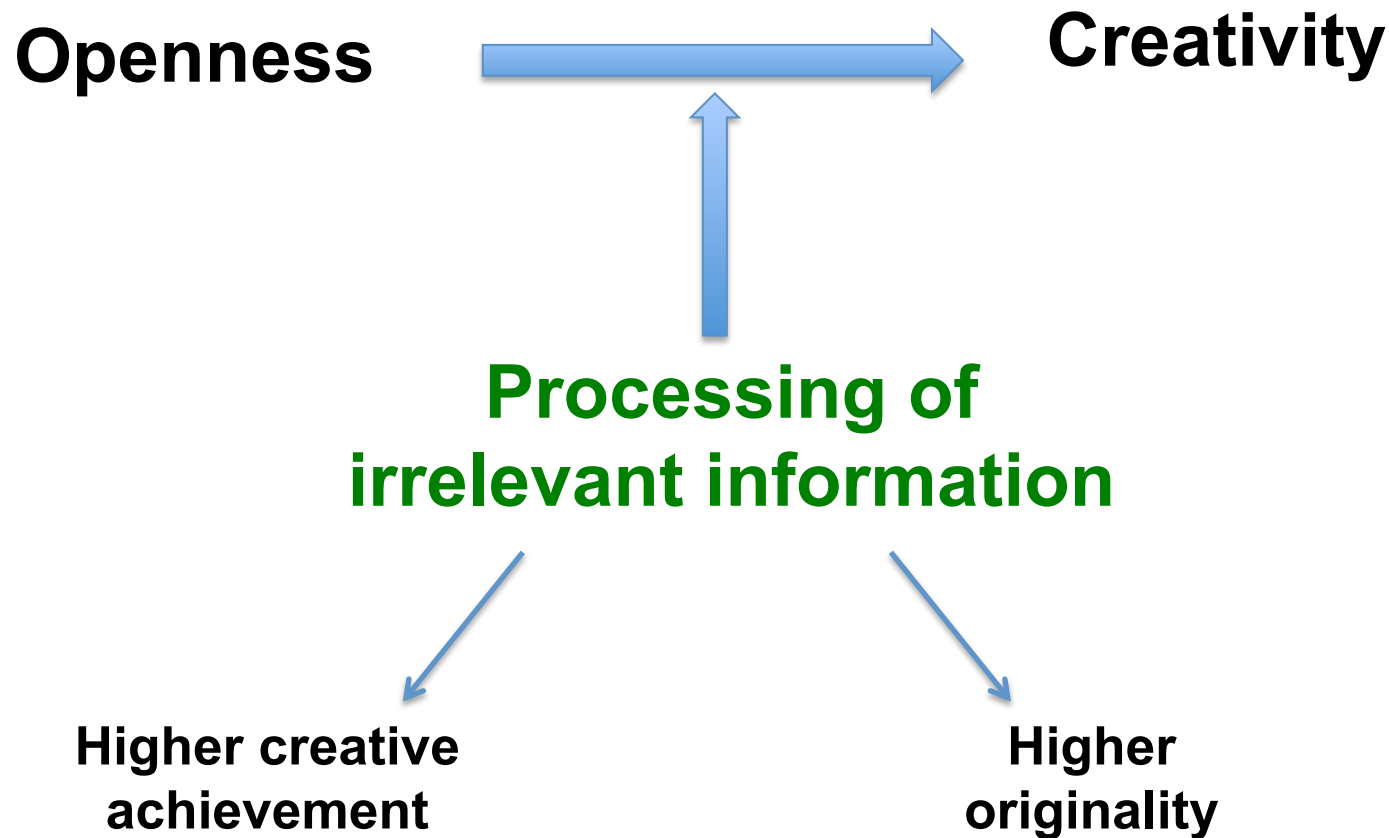 Openness
Creativity
Processing of
irrelevant information
Higher creative
achievement
Higher
originality